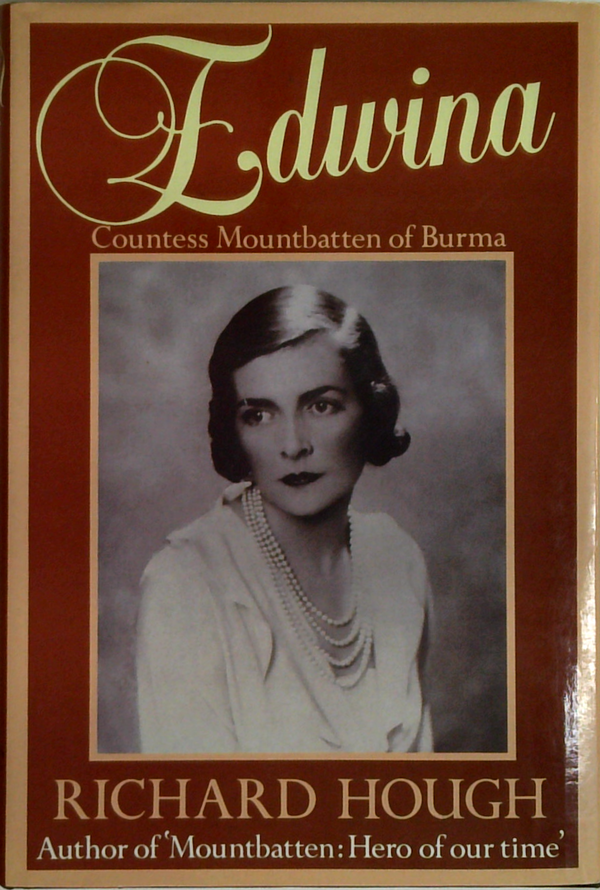 Edwina
Countess Mountbatten of Burma
RICHARD HOUGH
Author of 'Mountbatten: Hero of our time'